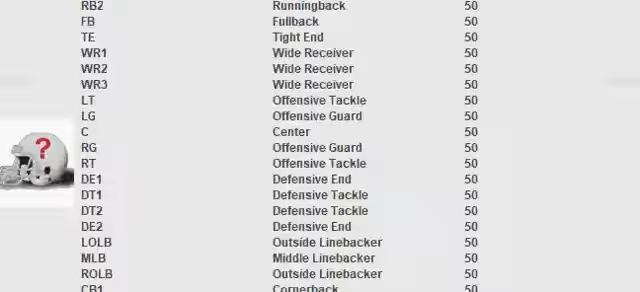 RB2 Runningback 50
FB Fullback 50
TE Tight End 50
WR1 Wide Receiver 50
WR2 Wide Receiver 50
WR3 Wide Receiver 50
LT Offensive Tackle 50
LG Offensive Guard 50
C Center 50
RG Offensive Guard 50
RT Offensive Tackle 50
?
DE1 Defensive End 50
DT1 Defensive Tackle 50
DT2 Defensive Tackle 50
DE2 Defensive End 50
LOLB Outside Linebacker 50
MLB Middle Linebacker 50
ROLB Outside Linebacker 50
CB1 Cornerback 50